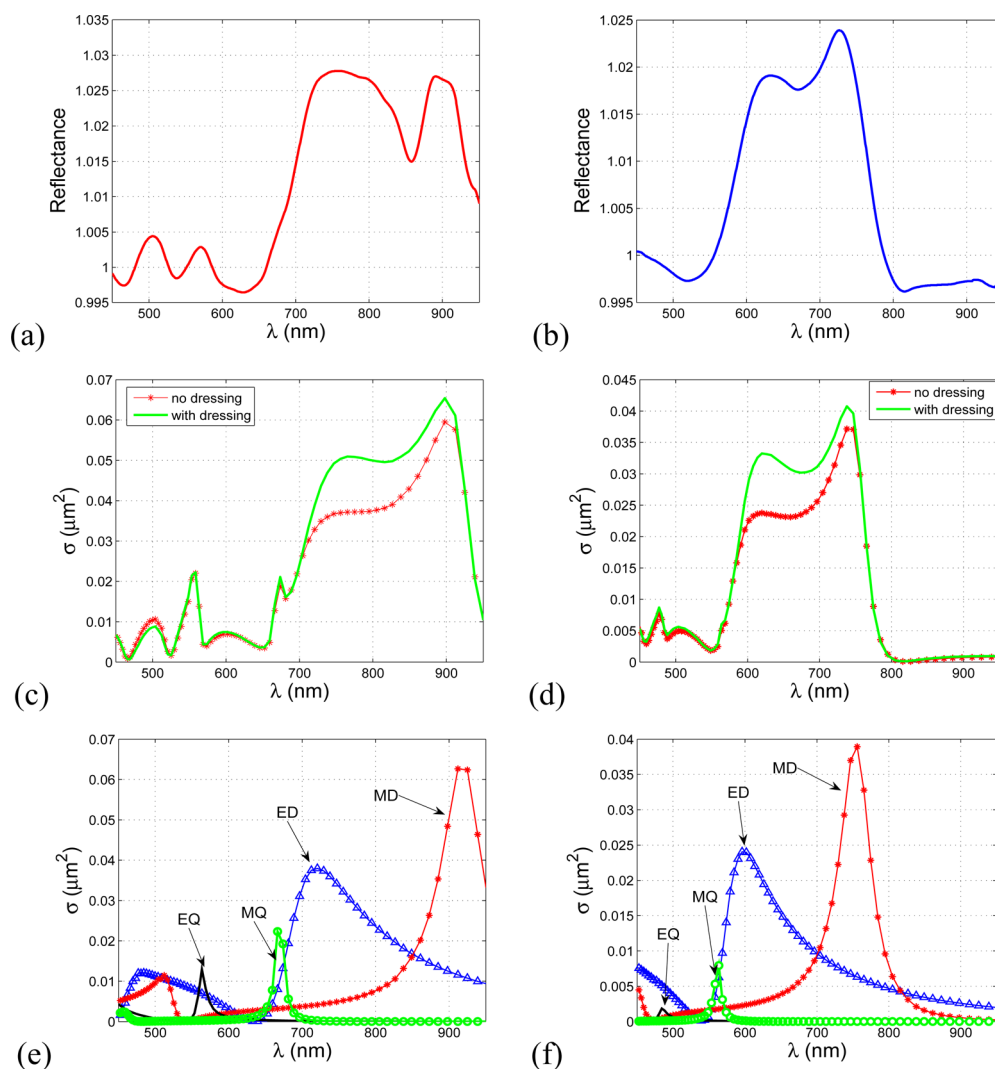 1.035
1.03
1.025
1.02
1.015
1.01
1.005
1
0.995
Reflectance
500 600 700 800 900
λ (nm)
(a)
1.025
1.02
1.015
1.01
1.005
1
0.995
Reflectance
500 600 700 800 900
λ (nm)
(b)
0.07
0.06
0.05
0.04
0.03
0.02
0.01
0
σ (μm²)
no dressing
with dressing
500 600 700 800 900
λ (nm)
(c)
0.045
0.04
0.035
0.03
0.025
0.02
0.015
0.01
0.005
0
σ (μm²)
no dressing
with dressing
500 600 700 800 900
λ (nm)
(d)
0.07
0.06
0.05
0.04
0.03
0.02
0.01
0
σ (μm²)
MD
ED
EQ
MQ
500 600 700 800 900
λ (nm)
(e)
0.04
0.035
0.03
0.025
0.02
0.015
0.01
0.005
0
σ (μm²)
MD
ED
MQ
EQ
500 600 700 800 900
λ (nm)
(f)